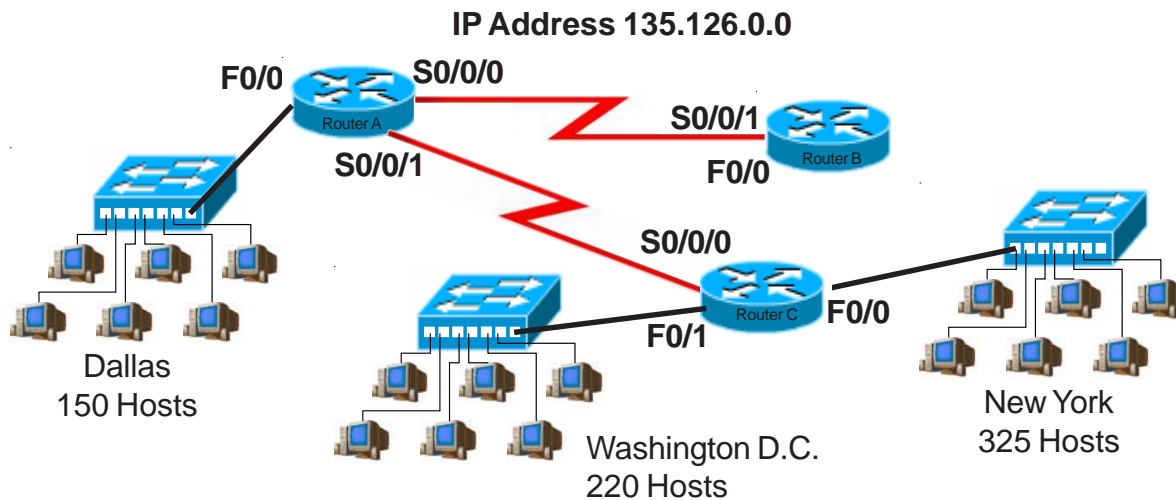 IP Address 135.126.0.0
F0/0
S0/0/0
Router A
S0/0/1
S0/0/1
Router B
F0/0
S0/0/0
Router C
F0/1
F0/0
Dallas
150 Hosts
Washington D.C.
220 Hosts
New York
325 Hosts